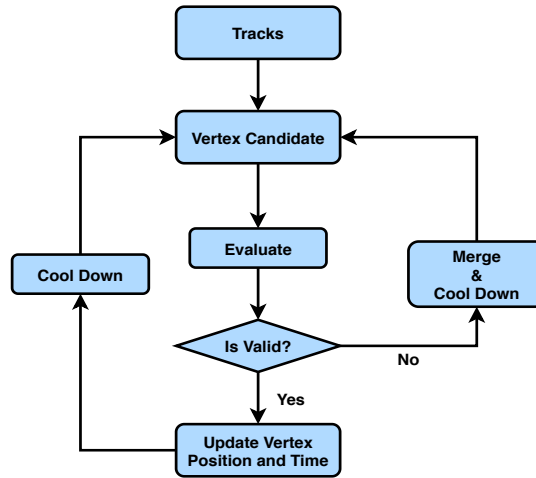 Tracks
Vertex Candidate
Evaluate
Cool Down
Merge
&
Cool Down
Is Valid?
No
Yes
Update Vertex
Position and Time